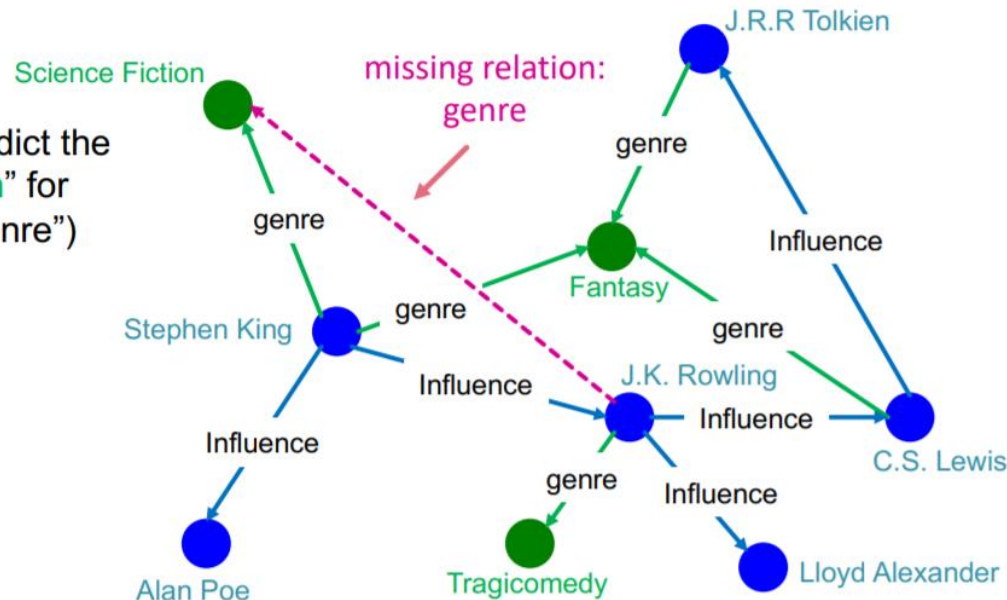 J.R.R Tolkien
Science Fiction
missing relation:
genre
dict the
” for
nre”)
genre
genre
Influence
Fantasy
genre
Stephen King
genre
J.K. Rowling
Influence
Influence
Influence
C.S. Lewis
genre
Influence
Alan Poe
Tragicomedy
Lloyd Alexander